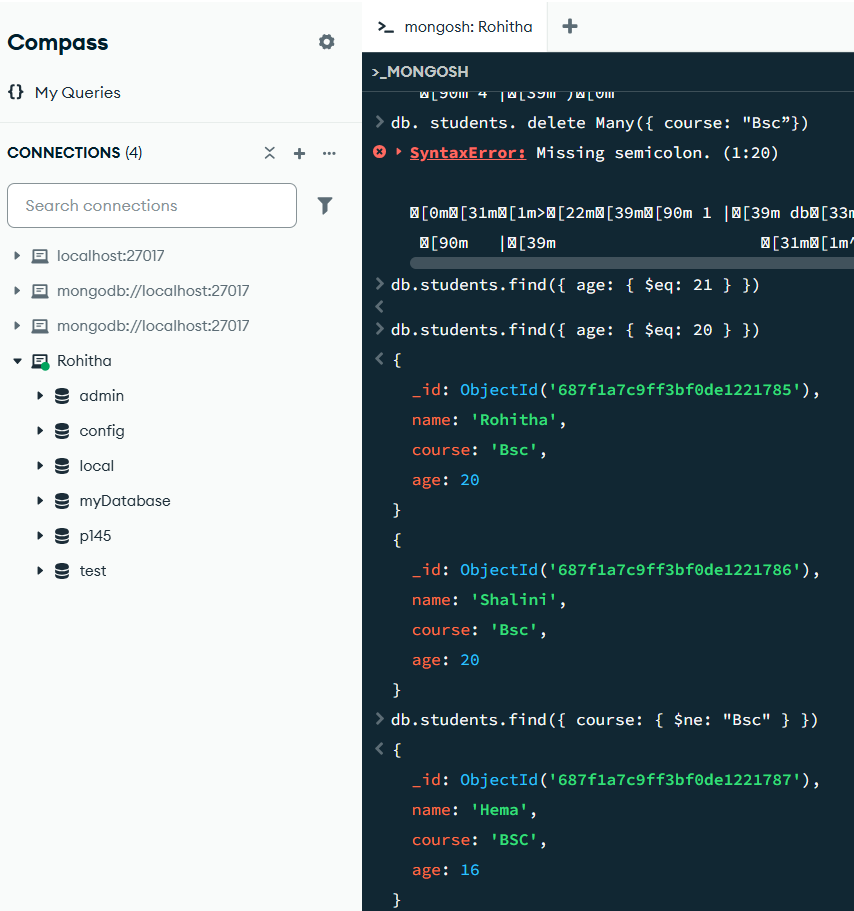 Compass
My Queries
CONNECTIONS (4)
Search connections
localhost:27017
mongodb://localhost:27017
mongodb://localhost:27017
Rohitha
admin
config
local
myDatabase
p145
test
mongosh: Rohitha
>_MONGOSH
[90m 4 |[39m )[0m
db. students. delete Many({ course: "Bsc”})
SyntaxError: Missing semicolon. (1:20)
[0m[31m[1m>[22m[39m[90m 1 |[39m db[33m
[90m |[39m [31m[1m^
db.students.find({ age: { $eq: 21 } })
db.students.find({ age: { $eq: 20 } })
{
_id: ObjectId('687f1a7c9ff3bf0de1221785'),
name: 'Rohitha',
course: 'Bsc',
age: 20
}
{
_id: ObjectId('687f1a7c9ff3bf0de1221786'),
name: 'Shalini',
course: 'Bsc',
age: 20
}
db.students.find({ course: { $ne: "Bsc" } })
{
_id: ObjectId('687f1a7c9ff3bf0de1221787'),
name: 'Hema',
course: 'BSC',
age: 16
}